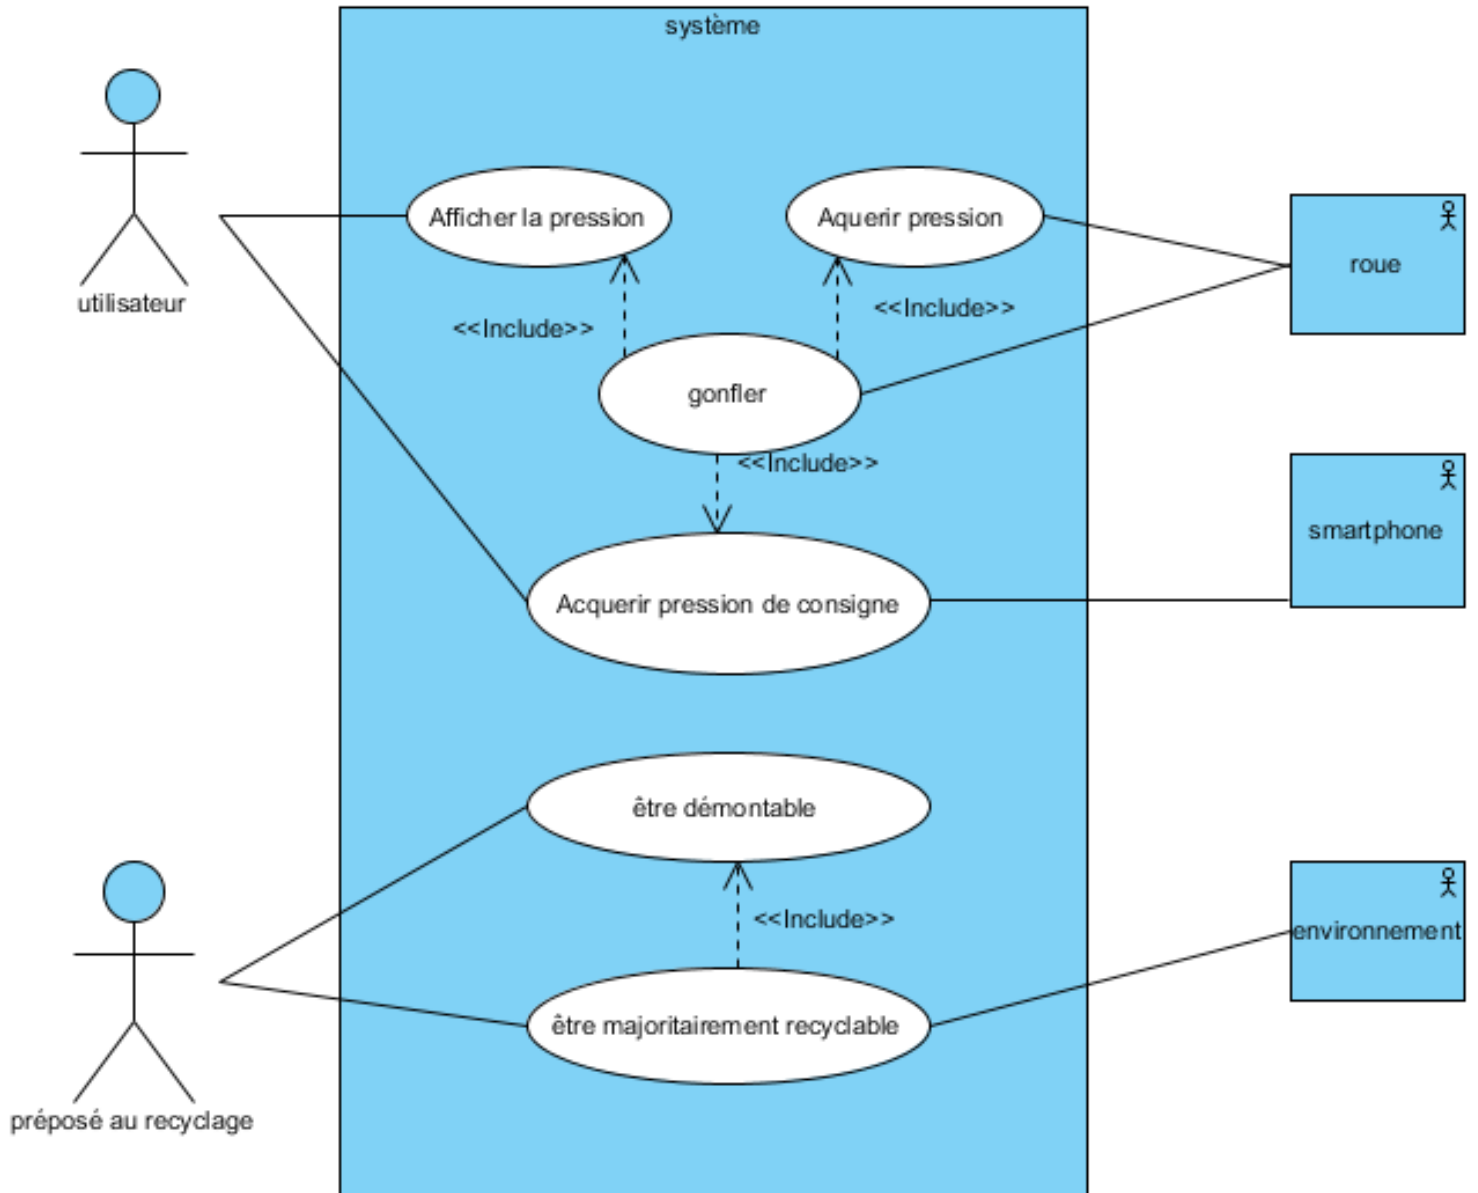 système
Afficher la pression
Aquerir pression
roue
utilisateur
<<Include>>
<<Include>>
gonfler
<<Include>>
smartphone
Acquerir pression de consigne
être démontable
<<Include>>
environnement
être majoritairement recyclable
préposé au recyclage